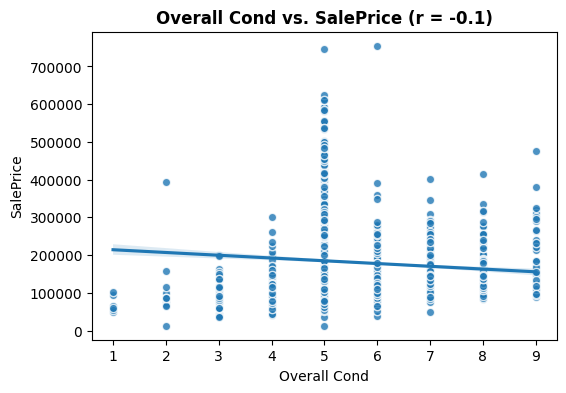 Overall Cond vs. SalePrice (r = -0.1)
SalePrice
700000
600000
500000
400000
300000
200000
100000
0
1 2 3 4 5 6 7 8 9
Overall Cond